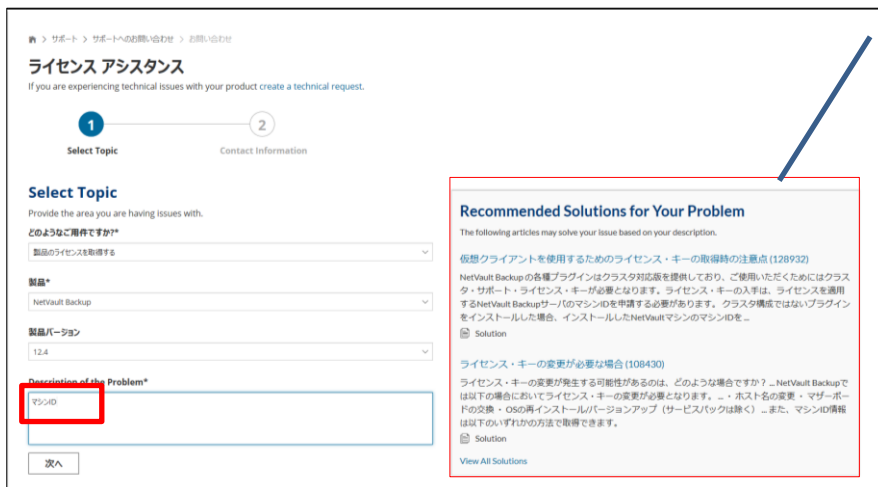 > サポート > サポートへのお問い合わせ > お問い合わせ
ライセンス アシスタンス
If you are experiencing technical issues with your product create a technical request.
1
2
Select Topic
Contact Information
Select Topic
Provide the area you are having issues with.
どのようなご用件ですか?*
製品のライセンスを取得する
製品*
NetVault Backup
製品バージョン
12.4
Description of the Problem*
マシンID
次へ
Recommended Solutions for Your Problem
The following articles may solve your issue based on your description.
仮想クライアントを使用するためのライセンス・キーの取得時の注意点 (128932)
NetVault Backup の各種プラグインはクラスタ対応版を提供しており、ご使用いただくためにはクラス
タ・サポート・ライセンス・キーが必要となります。ライセンス・キーの入手は、ライセンスを適用
するNetVault BackupサーバのマシンIDを申請する必要があります。 クラスタ構成ではないプラグイン
をインストールした場合、インストールしたNetVaultマシンのマシンIDを ...
Solution
ライセンス・キーの変更が必要な場合 (108430)
ライセンス・キーの変更が発生する可能性があるのは、どのような場合ですか? ... NetVault Backupで
は以下の場合においてライセンス・キーの変更が必要となります。 ... ・ ホスト名の変更 ・ マザーボー
ドの交換 ・ OSの再インストール/バージョンアップ（サービスパックは除く） ... また、マシンID情報
は以下のいずれかの方法で取得できます。
Solution
View All Solutions